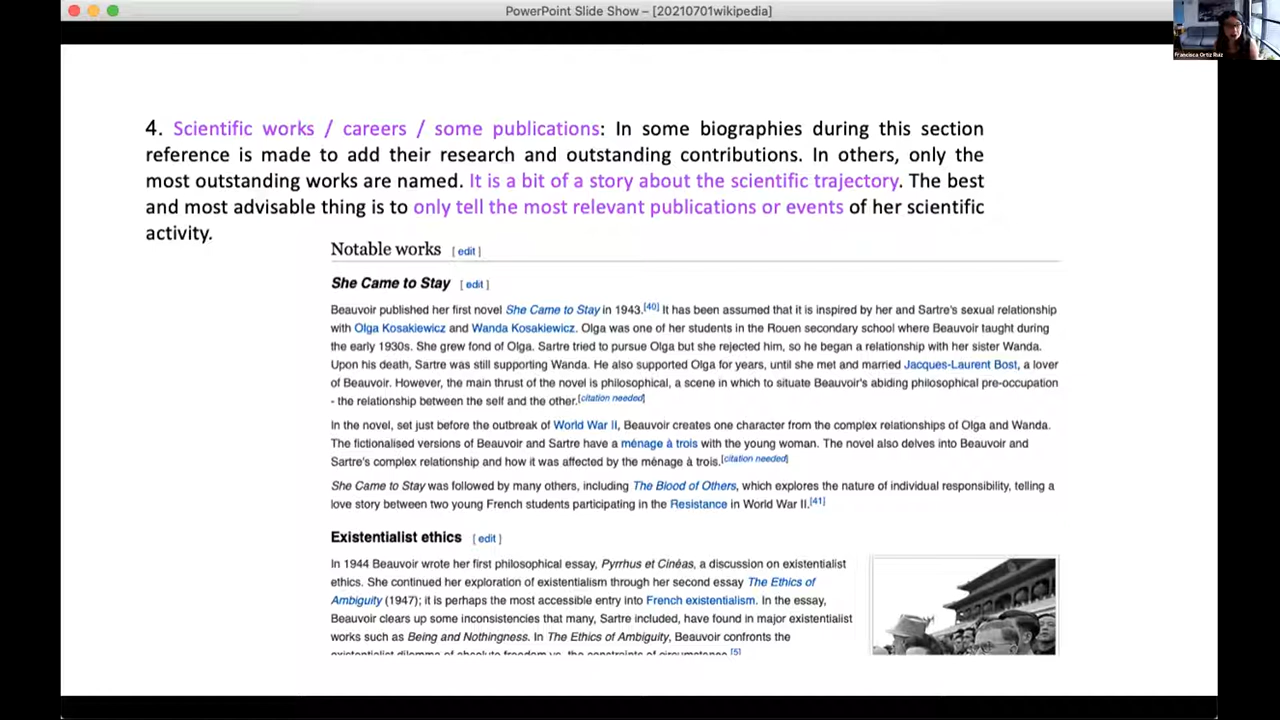 PowerPoint Slide Show – [20210701wikipedia]
Francisca Ortiz Ruiz
4. Scientific works / careers / some publications: In some biographies during this section
reference is made to add their research and outstanding contributions. In others, only the
most outstanding works are named. It is a bit of a story about the scientific trajectory. The best
and most advisable thing is to only tell the most relevant publications or events of her scientific
activity.
Notable works [ edit ]
She Came to Stay [ edit ]
Beauvoir published her first novel She Came to Stay in 1943.[40] It has been assumed that it is inspired by her and Sartre's sexual relationship
with Olga Kosakiewicz and Wanda Kosakiewicz. Olga was one of her students in the Rouen secondary school where Beauvoir taught during
the early 1930s. She grew fond of Olga. Sartre tried to pursue Olga but she rejected him, so he began a relationship with her sister Wanda.
Upon his death, Sartre was still supporting Wanda. He also supported Olga for years, until she met and married Jacques-Laurent Bost, a lover
of Beauvoir. However, the main thrust of the novel is philosophical, a scene in which to situate Beauvoir's abiding philosophical pre-occupation
- the relationship between the self and the other.[citation needed]
In the novel, set just before the outbreak of World War II, Beauvoir creates one character from the complex relationships of Olga and Wanda.
The fictionalised versions of Beauvoir and Sartre have a ménage à trois with the young woman. The novel also delves into Beauvoir and
Sartre's complex relationship and how it was affected by the ménage à trois.[citation needed]
She Came to Stay was followed by many others, including The Blood of Others, which explores the nature of individual responsibility, telling a
love story between two young French students participating in the Resistance in World War II.[41]
Existentialist ethics [ edit ]
In 1944 Beauvoir wrote her first philosophical essay, Pyrrhus et Cinéas, a discussion on existentialist
ethics. She continued her exploration of existentialism through her second essay The Ethics of
Ambiguity (1947); it is perhaps the most accessible entry into French existentialism. In the essay,
Beauvoir clears up some inconsistencies that many, Sartre included, have found in major existentialist
works such as Being and Nothingness. In The Ethics of Ambiguity, Beauvoir confronts the
existentialist dilemma of absolute freedom vs. the constraints of circumstance.[5]